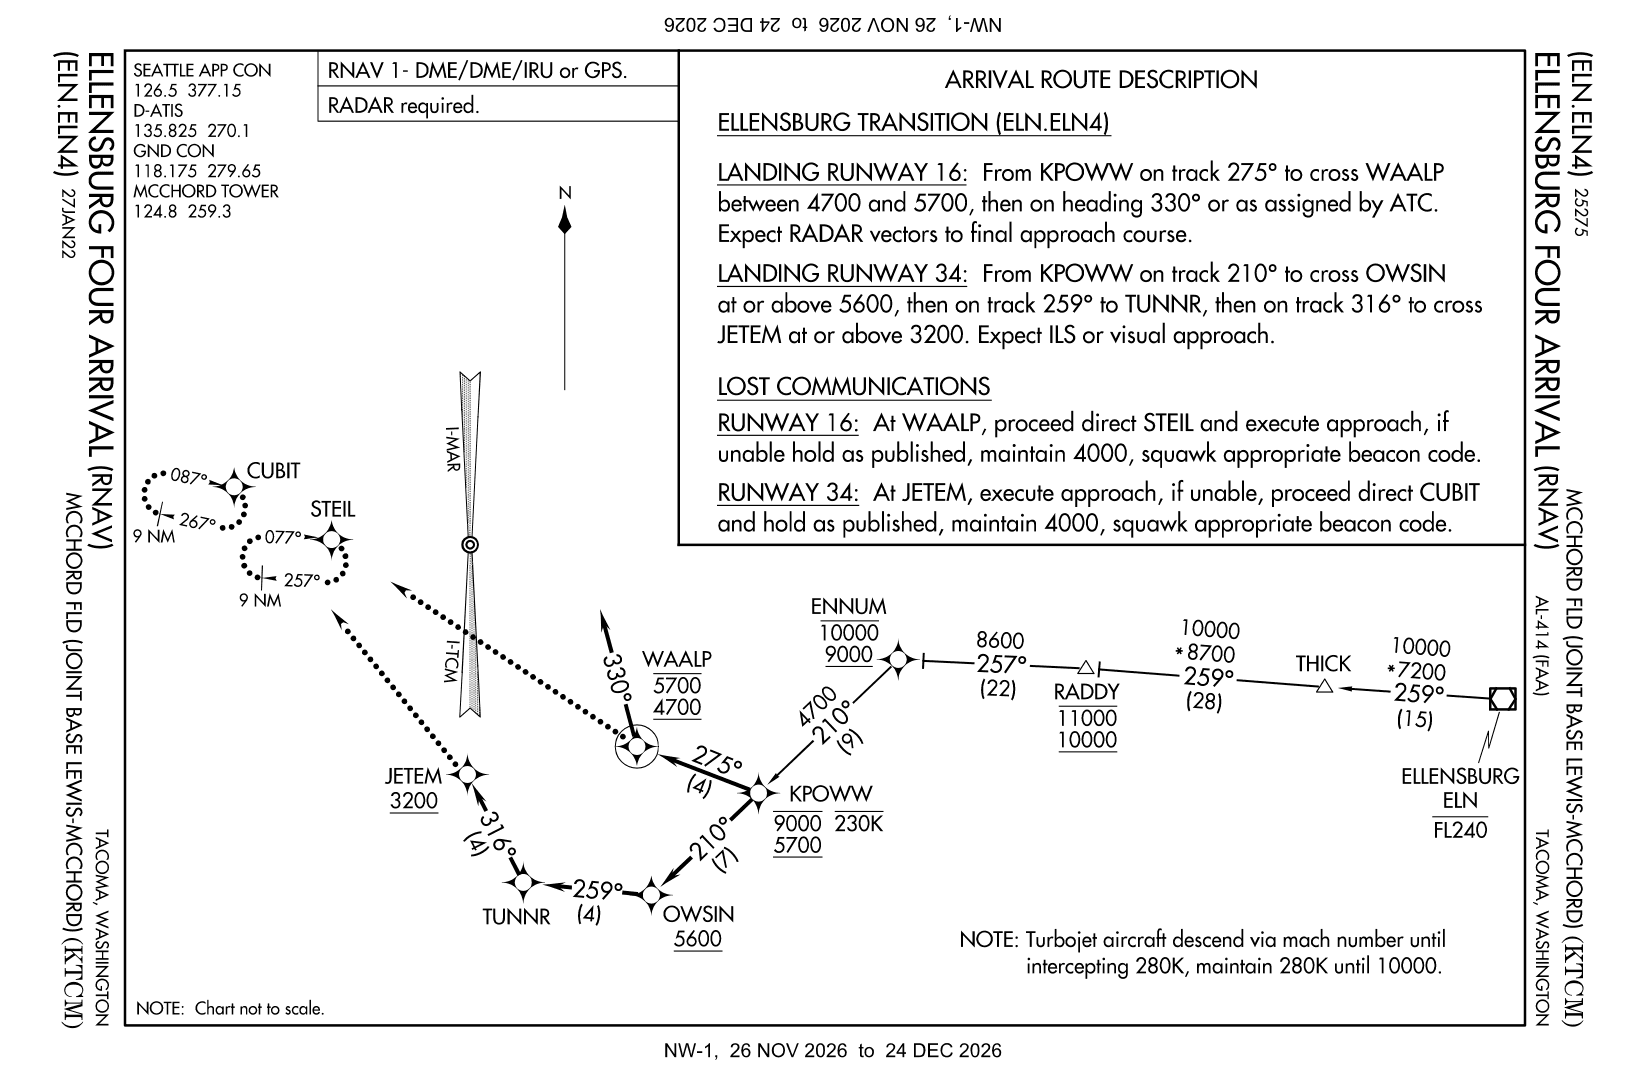 NW-1, 26 NOV 2026 to 24 DEC 2026
(ELN.ELN4) 27JAN22
ELLENSBURG FOUR ARRIVAL (RNAV)
MCCHORD FLD (JOINT BASE LEWIS-MCCHORD) (KTCM)
TACOMA, WASHINGTON
SEATTLE APP CON
126.5 377.15
D-ATIS
135.825 270.1
GND CON
118.175 279.65
MCCHORD TOWER
124.8 259.3
RNAV 1- DME/DME/IRU or GPS.
RADAR required.
ARRIVAL ROUTE DESCRIPTION
ELLENSBURG TRANSITION (ELN.ELN4)
LANDING RUNWAY 16: From KPOWW on track 275° to cross WAALP
between 4700 and 5700, then on heading 330° or as assigned by ATC.
Expect RADAR vectors to final approach course.
LANDING RUNWAY 34: From KPOWW on track 210° to cross OWSIN
at or above 5600, then on track 259° to TUNNR, then on track 316° to cross
JETEM at or above 3200. Expect ILS or visual approach.
LOST COMMUNICATIONS
RUNWAY 16: At WAALP, proceed direct STEIL and execute approach, if
unable hold as published, maintain 4000, squawk appropriate beacon code.
RUNWAY 34: At JETEM, execute approach, if unable, proceed direct CUBIT
and hold as published, maintain 4000, squawk appropriate beacon code.
N
I-MAR
I-TCM
CUBIT
087°
267°
9 NM
STEIL
077°
257°
9 NM
330°
WAALP
5700
4700
JETEM
3200
316°
(4)
TUNNR
259°
(4)
OWSIN
5600
210°
(7)
275°
(4)
KPOWW
9000 230K
5700
4700
210°
(9)
ENNUM
10000
9000
8600
257°
(22)
RADDY
11000
10000
10000
*8700
259°
(28)
THICK
10000
*7200
259°
(15)
ELLENSBURG
ELN
FL240
NOTE: Turbojet aircraft descend via mach number until
intercepting 280K, maintain 280K until 10000.
NOTE: Chart not to scale.
(ELN.ELN4) 25275
ELLENSBURG FOUR ARRIVAL (RNAV)
AL-414 (FAA)
MCCHORD FLD (JOINT BASE LEWIS-MCCHORD) (KTCM)
TACOMA, WASHINGTON
NW-1, 26 NOV 2026 to 24 DEC 2026